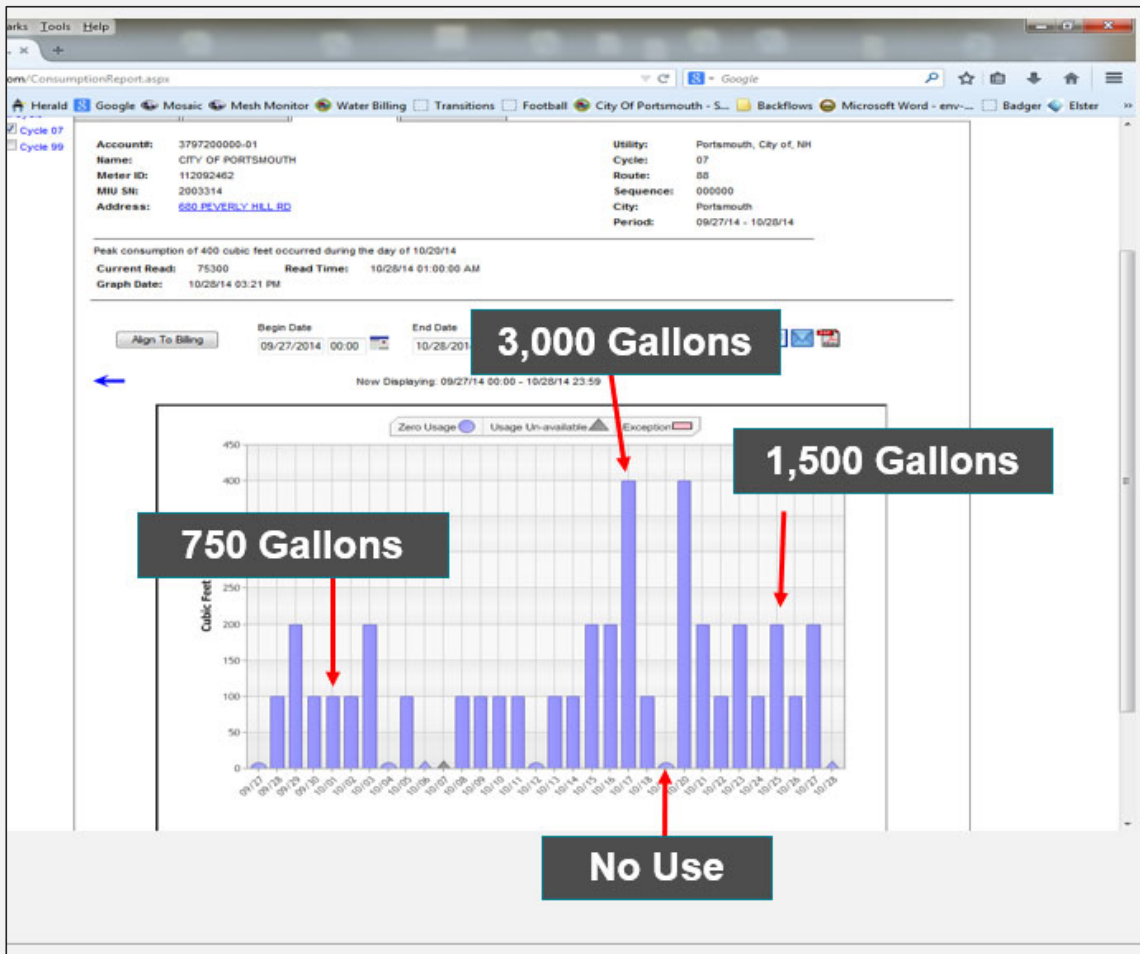 arks Tools Help
om/ConsumptionReport.aspx
Google
Herald Google Mosaic Mesh Monitor Water Billing Transitions Football City Of Portsmouth - S... Backflows Microsoft Word - env-... Badger Elster »
Cycle 07
Cycle 99
Account#: 3797200000-01
Name: CITY OF PORTSMOUTH
Meter ID: 112092462
MIU SN: 2003314
Address: 680 PEVERLY HILL RD
Utility: Portsmouth, City of, NH
Cycle: 07
Route: 88
Sequence: 000000
City: Portsmouth
Period: 09/27/14 - 10/28/14
Peak consumption of 400 cubic feet occurred during the day of 10/20/14
Current Read: 75300 Read Time: 10/28/14 01:00:00 AM
Graph Date: 10/28/14 03:21 PM
Align To Billing
Begin Date
09/27/2014 00:00
End Date
10/28/201
3,000 Gallons
Now Displaying: 09/27/14 00:00 - 10/28/14 23:59
Zero Usage Usage Un-available Exception
1,500 Gallons
750 Gallons
Cubic Feet
450
400
250
200
150
100
50
0
09/27 09/28 09/29 09/30 10/01 10/02 10/03 10/04 10/05 10/06 10/07 10/08 10/09 10/10 10/11 10/12 10/13 10/14 10/15 10/16 10/17 10/18 10/20 10/21 10/22 10/23 10/24 10/25 10/26 10/27 10/28
No Use